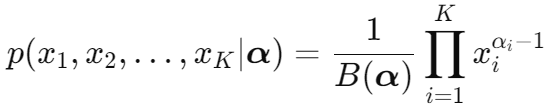 p(x_1, x_2, \ldots, x_K | \boldsymbol{\alpha}) = \frac{1}{B(\boldsymbol{\alpha})} \prod_{i=1}^{K} x_i^{\alpha_i - 1}